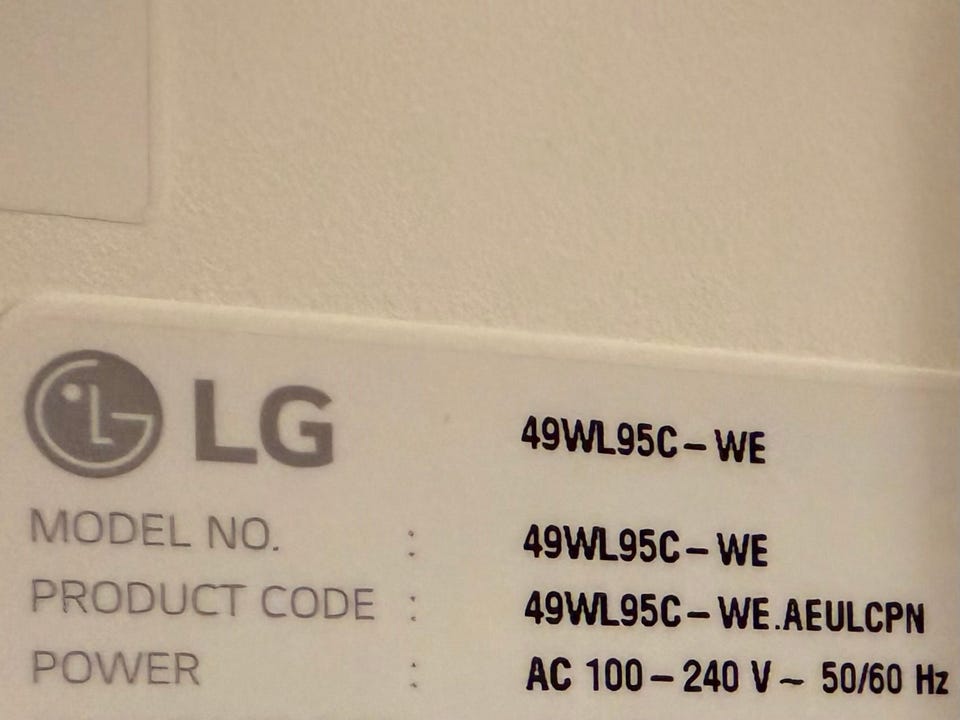 LG 49WL95C-WE
MODEL NO. : 49WL95C-WE
PRODUCT CODE : 49WL95C-WE.AEULCPN
POWER : AC 100-240 V~ 50/60 Hz